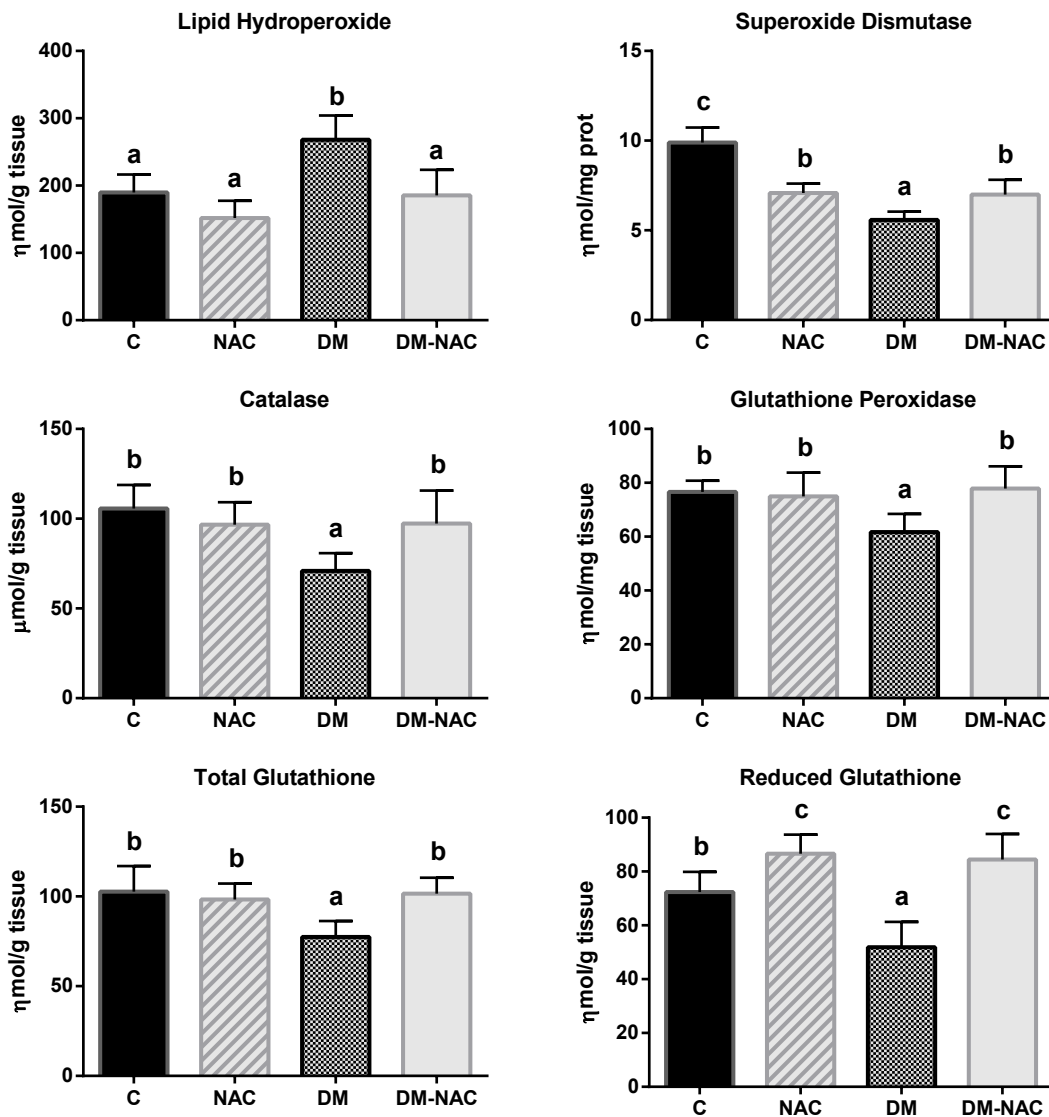 Lipid Hydroperoxide
ηmol/g tissue
400
300
200
100
0
a
a
b
a
C NAC DM DM-NAC
Superoxide Dismutase
ηmol/mg prot
15
10
5
0
c
b
a
b
C NAC DM DM-NAC
Catalase
μmol/g tissue
150
100
50
0
b
b
a
b
C NAC DM DM-NAC
Glutathione Peroxidase
ηmol/mg tissue
100
80
60
40
20
0
b
b
a
b
C NAC DM DM-NAC
Total Glutathione
ηmol/g tissue
150
100
50
0
b
b
a
b
C NAC DM DM-NAC
Reduced Glutathione
ηmol/g tissue
100
80
60
40
20
0
b
c
a
c
C NAC DM DM-NAC